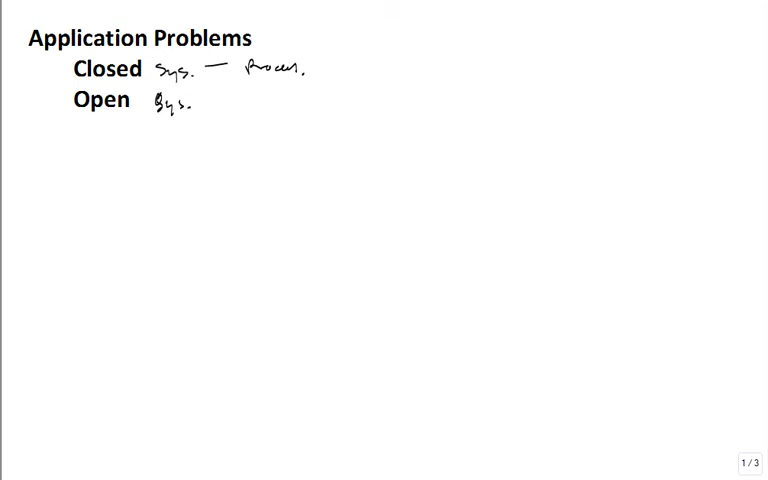 Application Problems
Closed Sys. — Process.
Open Sys.
1 / 3